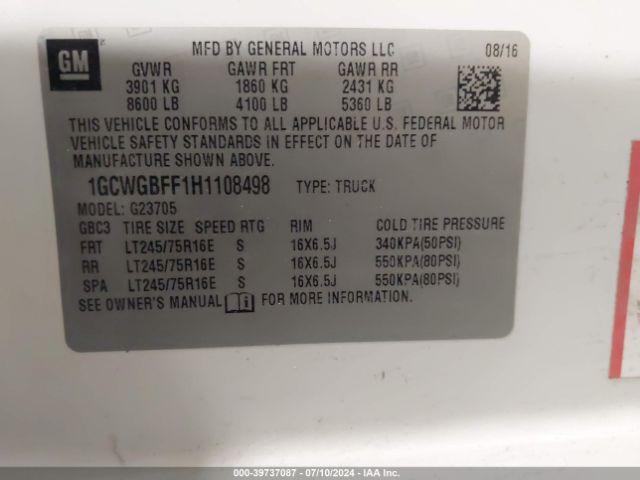 GM MFD BY GENERAL MOTORS LLC 08/16
GVWR GAWR FRT GAWR RR
3901 KG 1860 KG 2431 KG
8600 LB 4100 LB 5360 LB
THIS VEHICLE CONFORMS TO ALL APPLICABLE U.S. FEDERAL MOTOR
VEHICLE SAFETY STANDARDS IN EFFECT ON THE DATE OF
MANUFACTURE SHOWN ABOVE.
1GCWGBFF1H1108498 TYPE: TRUCK
MODEL: G23705
GBC3 TIRE SIZE SPEED RTG RIM COLD TIRE PRESSURE
FRT LT245/75R16E S 16X6.5J 340KPA(50PSI)
RR LT245/75R16E S 16X6.5J 550KPA(80PSI)
SPA LT245/75R16E S 16X6.5J 550KPA(80PSI)
SEE OWNER'S MANUAL FOR MORE INFORMATION.
000-39737087 - 07/10/2024 - IAA Inc.